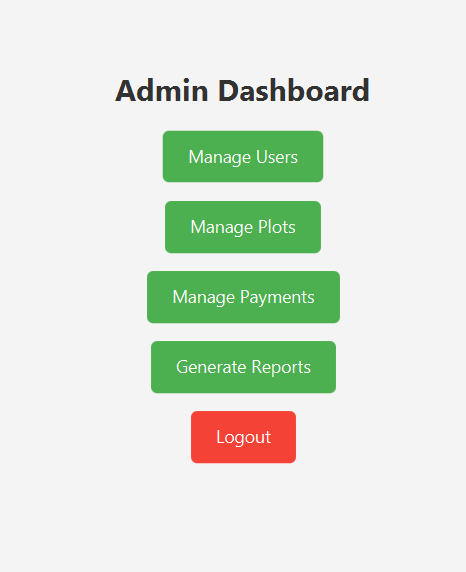 Admin Dashboard
Manage Users
Manage Plots
Manage Payments
Generate Reports
Logout